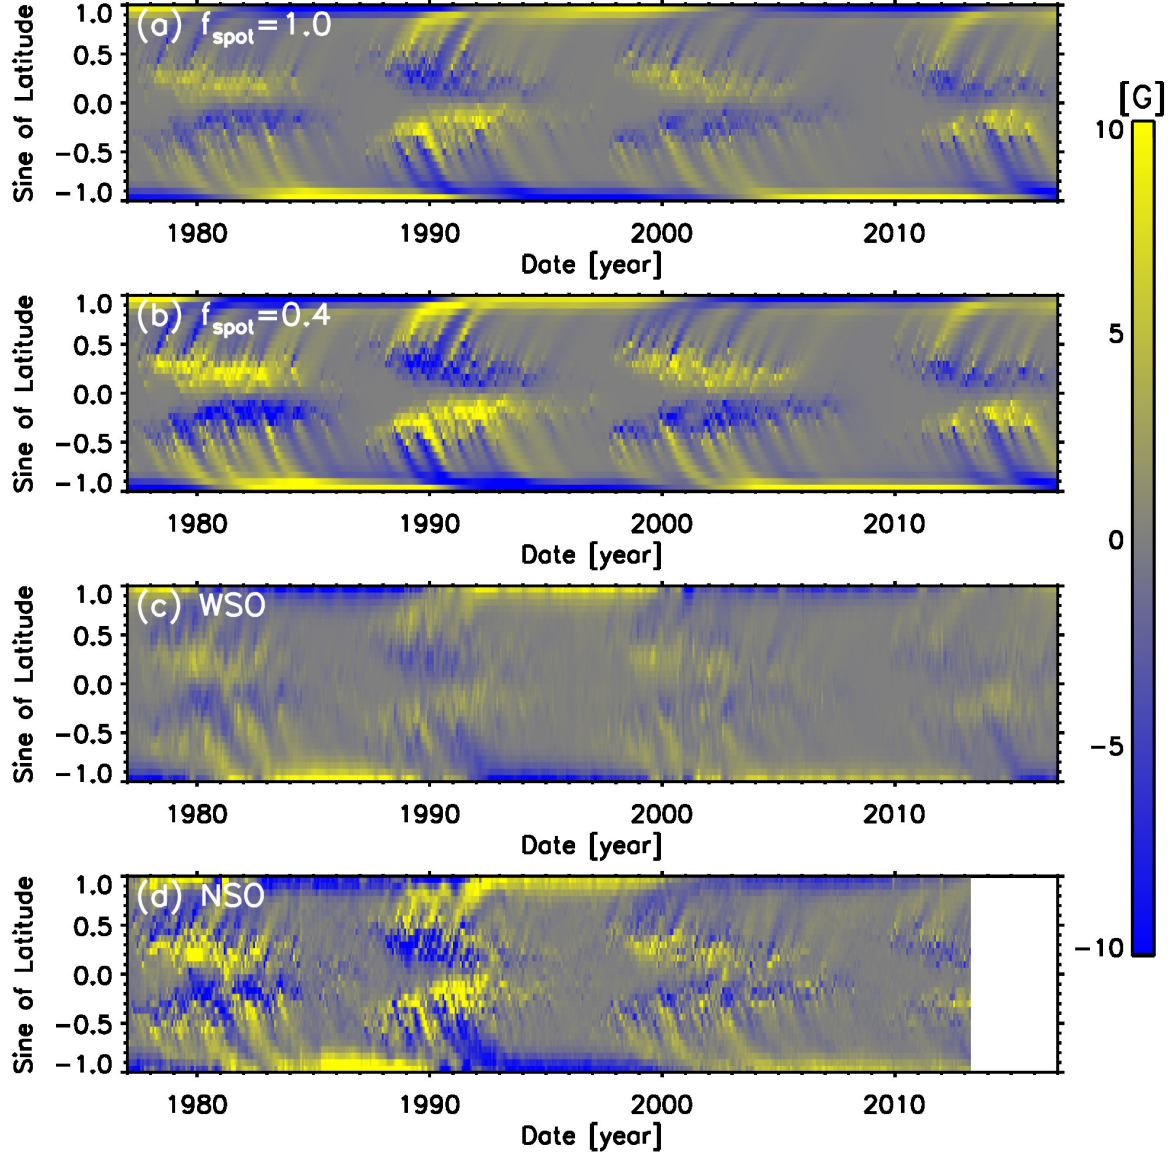 (a) f_spot=1.0
1.0
0.5
0.0
−0.5
−1.0
Sine of Latitude
1980 1990 2000 2010
Date [year]
[G]
10
5
0
−5
−10
(b) f_spot=0.4
1.0
0.5
0.0
−0.5
−1.0
Sine of Latitude
1980 1990 2000 2010
Date [year]
(c) WSO
1.0
0.5
0.0
−0.5
−1.0
Sine of Latitude
1980 1990 2000 2010
Date [year]
(d) NSO
1.0
0.5
0.0
−0.5
−1.0
Sine of Latitude
1980 1990 2000 2010
Date [year]